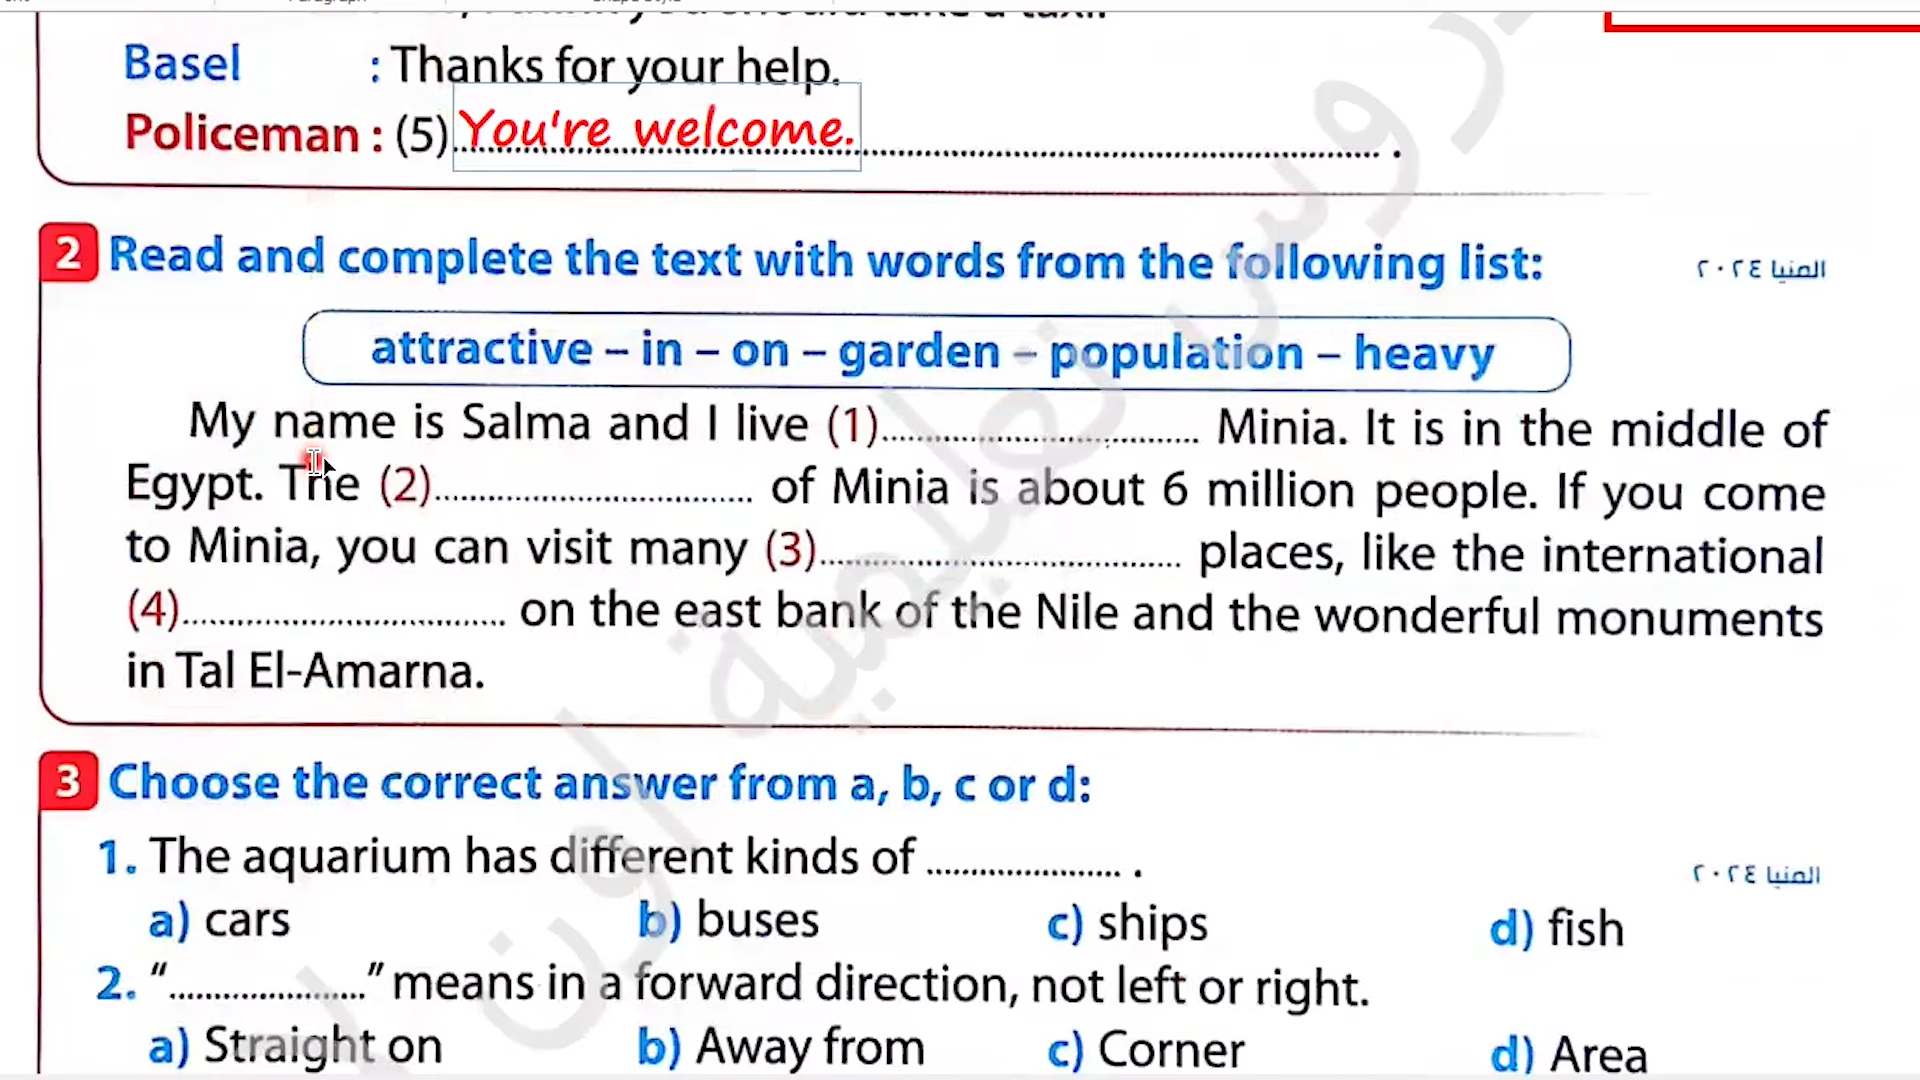 Basel : Thanks for your help.
Policeman : (5) You're welcome. .
2 Read and complete the text with words from the following list: المنيا ٢٠٢٤
attractive – in – on – garden – population – heavy
My name is Salma and I live (1).............................. Minia. It is in the middle of
Egypt. The (2).............................. of Minia is about 6 million people. If you come
to Minia, you can visit many (3).............................. places, like the international
(4).............................. on the east bank of the Nile and the wonderful monuments
in Tal El-Amarna.
3 Choose the correct answer from a, b, c or d:
1. The aquarium has different kinds of .................... . المنيا ٢٠٢٤
a) cars b) buses c) ships d) fish
2. “....................” means in a forward direction, not left or right.
a) Straight on b) Away from c) Corner d) Area